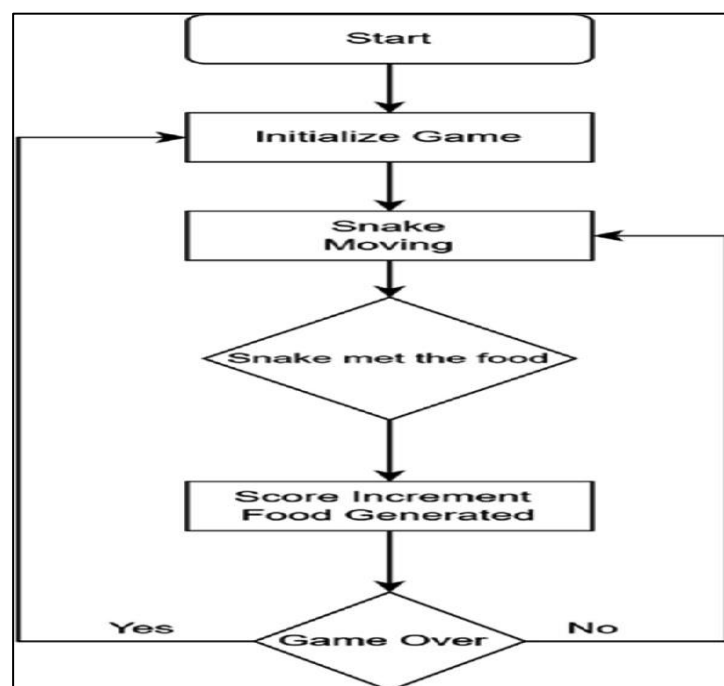 Start
Initialize Game
Snake
Moving
Snake met the food
Score Increment
Food Generated
Yes
Game Over
No